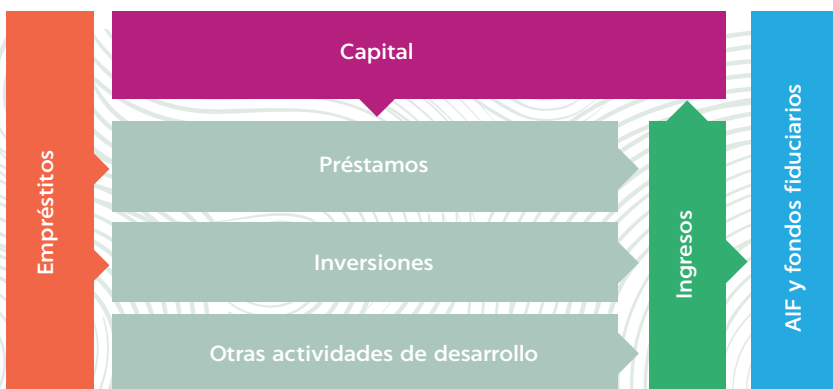 Empréstitos
Capital
Préstamos
Inversiones
Otras actividades de desarrollo
Ingresos
AIF y fondos fiduciarios